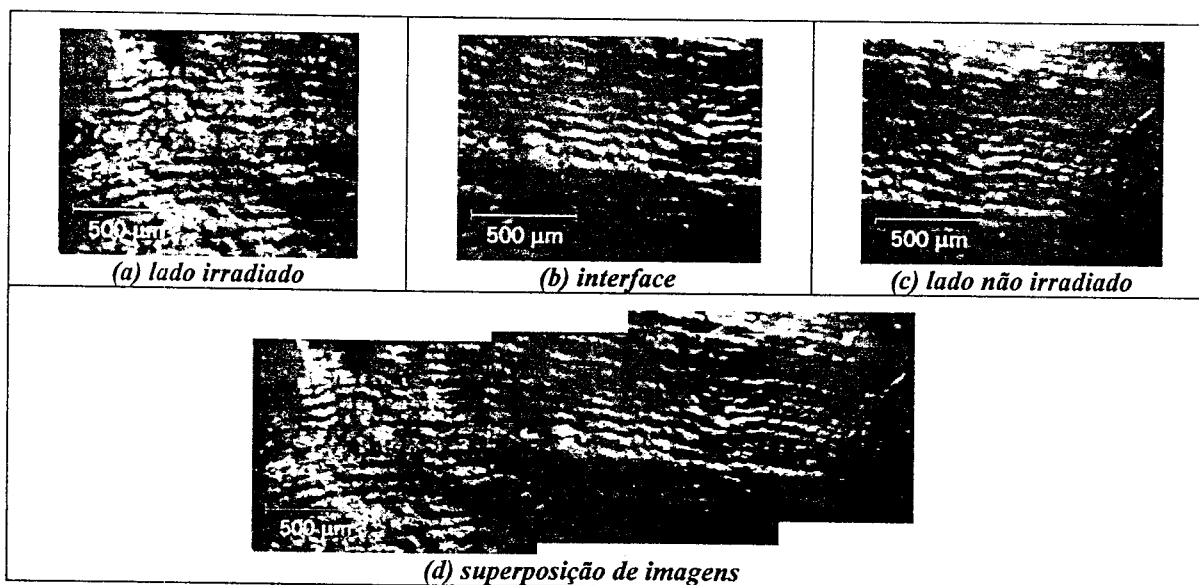 500 µm
(a) lado irradiado
500 µm
(b) interface
500 µm
(c) lado não irradiado
500 µm
(d) superposição de imagens